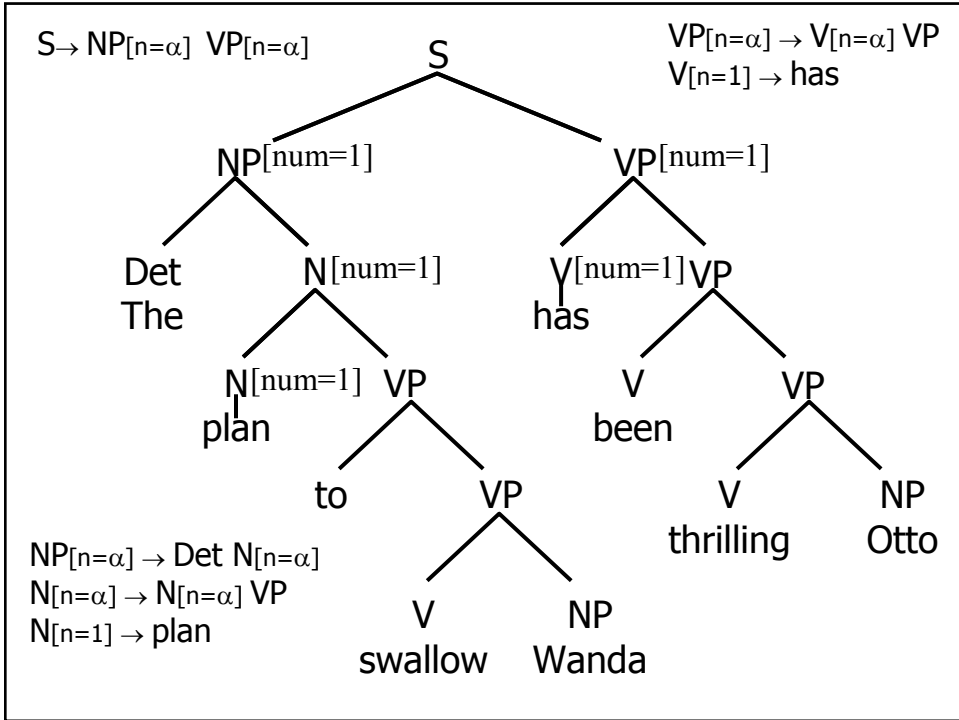 S→ NP[n=α] VP[n=α]
VP[n=α] → V[n=α] VP
V[n=1] → has
S
NP[num=1] VP[num=1]
Det N[num=1] V[num=1] VP
The has
N[num=1] VP V VP
plan been
to VP V NP
thrilling Otto
NP[n=α] → Det N[n=α]
N[n=α] → N[n=α] VP
N[n=1] → plan
V NP
swallow Wanda